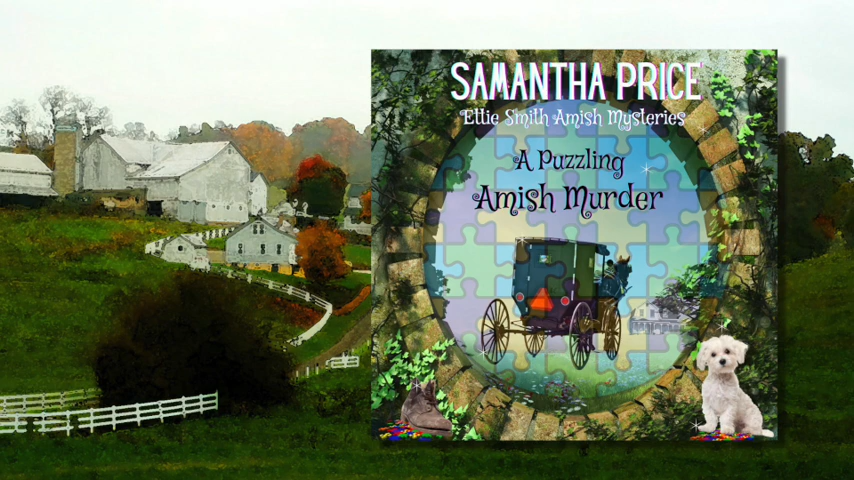 SAMANTHA PRICE
Ettie Smith Amish Mysteries
A Puzzling
Amish Murder